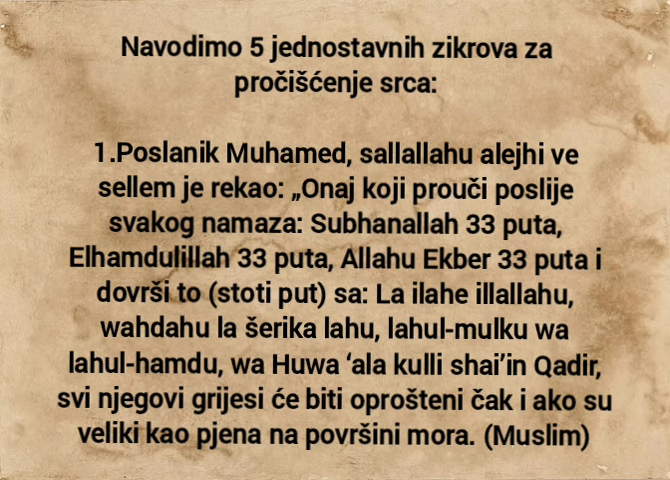 Navodimo 5 jednostavnih zikrova za
pročišćenje srca:
1.Poslanik Muhamed, sallallahu alejhi ve
sellem je rekao: „Onaj koji prouči poslije
svakog namaza: Subhanallah 33 puta,
Elhamdulillah 33 puta, Allahu Ekber 33 puta i
dovrši to (stoti put) sa: La ilahe illallahu,
wahdahu la šerika lahu, lahul-mulku wa
lahul-hamdu, wa Huwa ‘ala kulli shai’in Qadir,
svi njegovi grijesi će biti oprošteni čak i ako su
veliki kao pjena na površini mora. (Muslim)